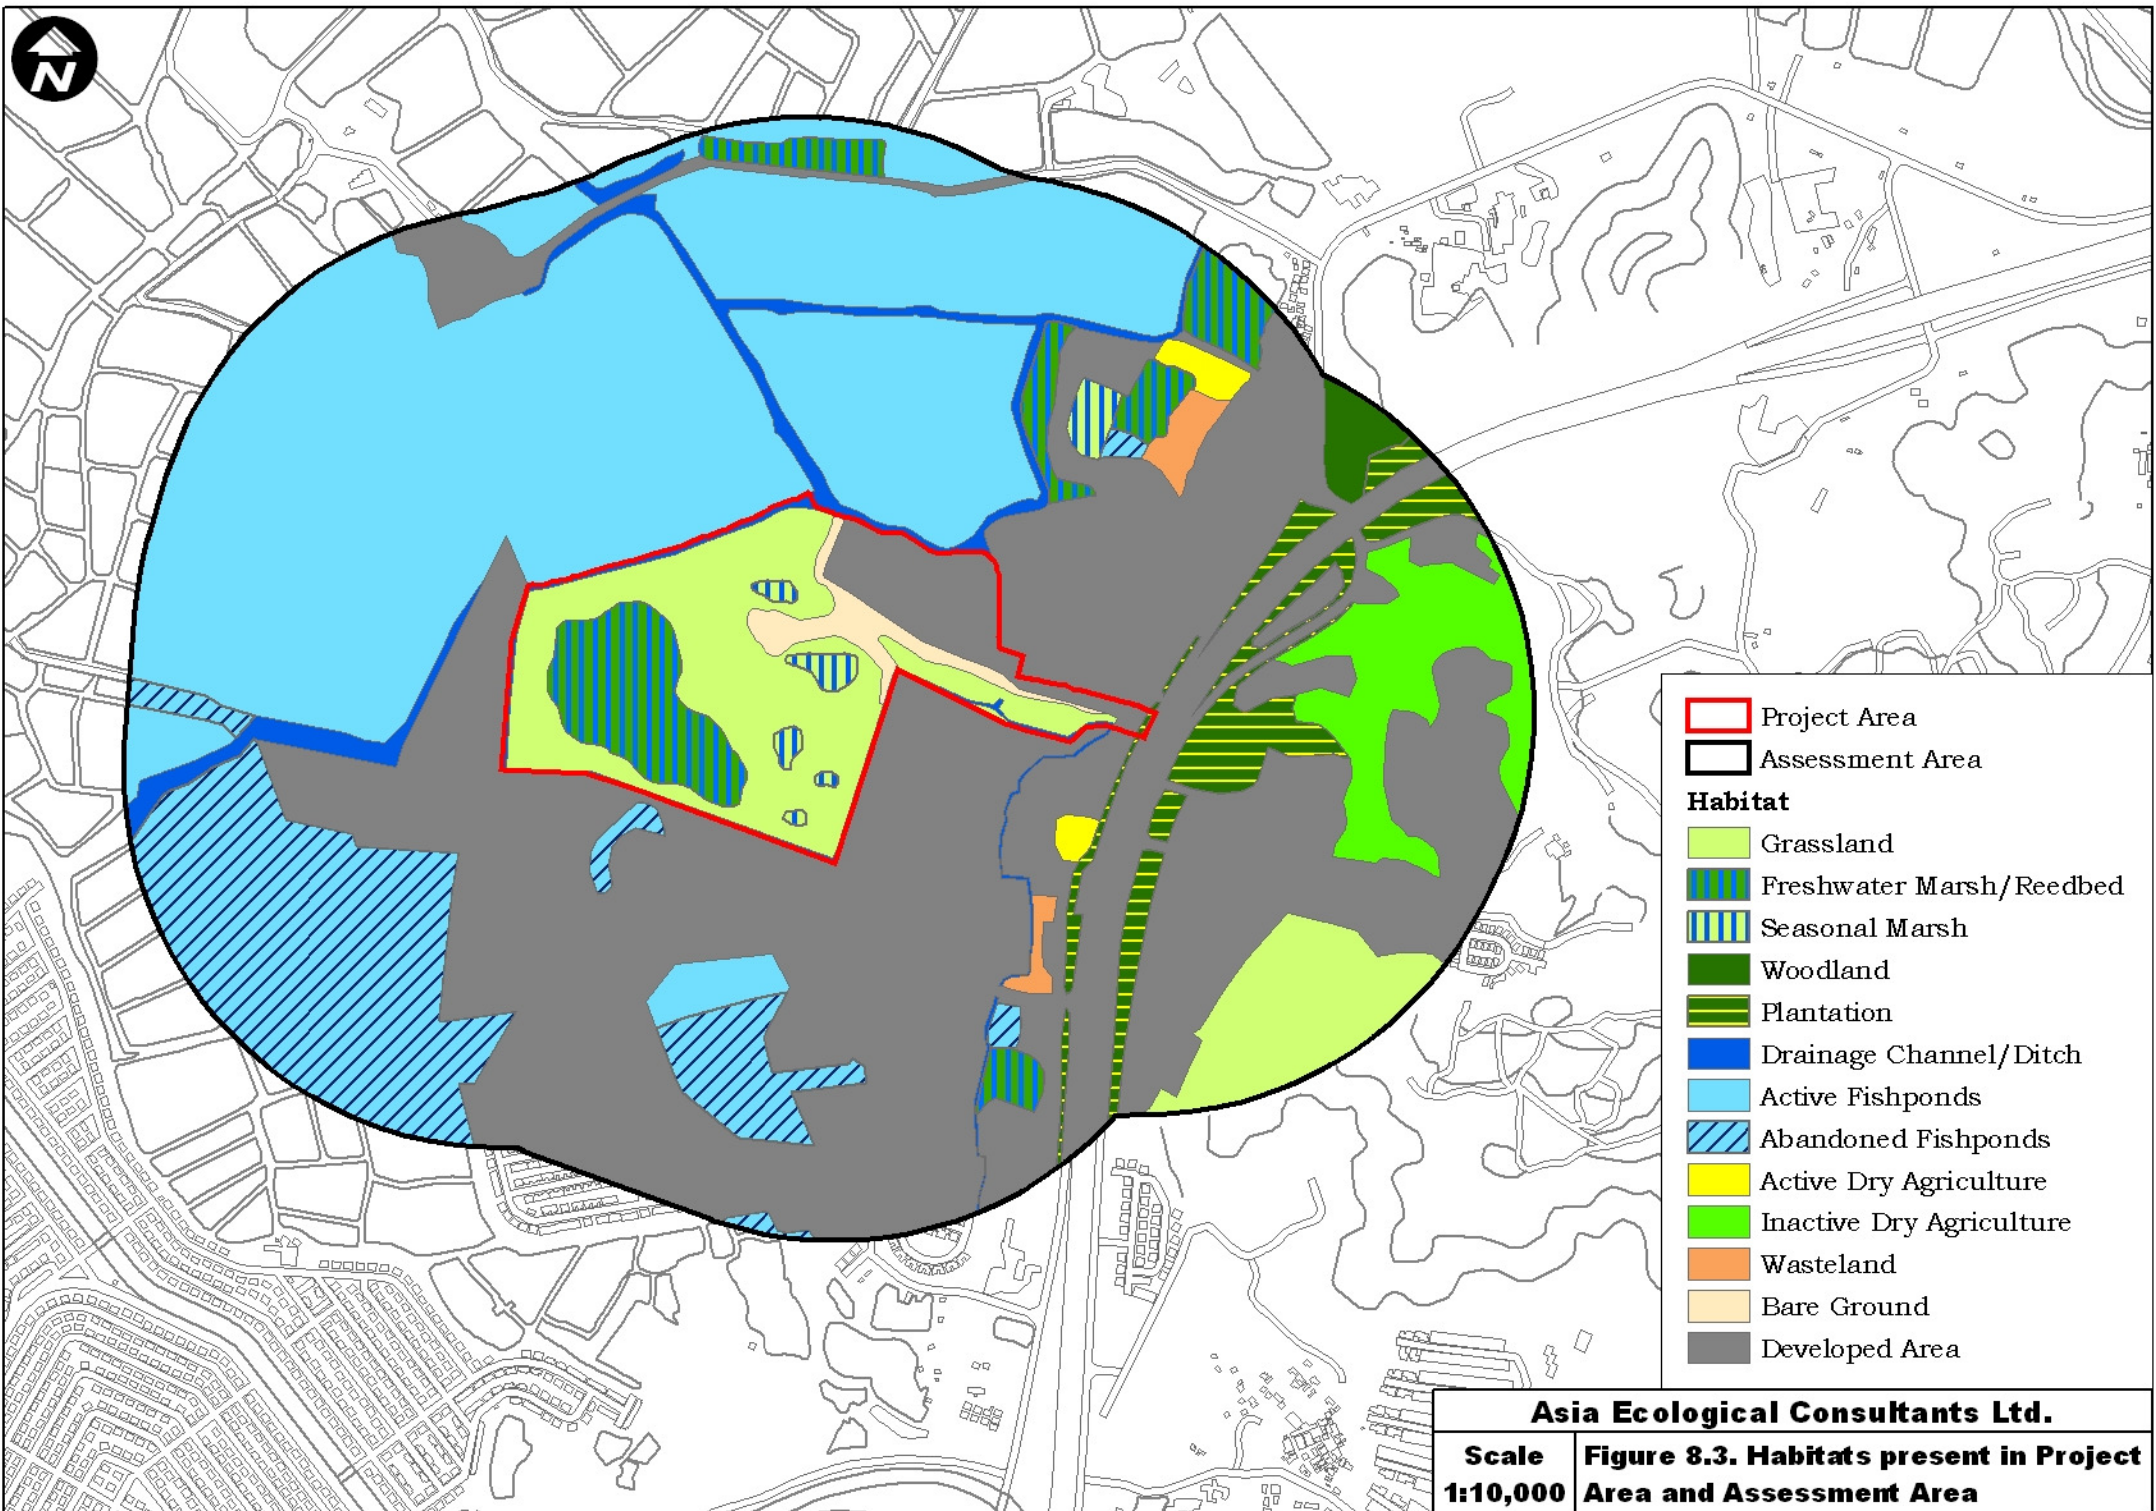 N
Project Area
Assessment Area
Habitat
Grassland
Freshwater Marsh/Reedbed
Seasonal Marsh
Woodland
Plantation
Drainage Channel/Ditch
Active Fishponds
Abandoned Fishponds
Active Dry Agriculture
Inactive Dry Agriculture
Wasteland
Bare Ground
Developed Area
Asia Ecological Consultants Ltd.
Scale
1:10,000
Figure 8.3. Habitats present in Project
Area and Assessment Area